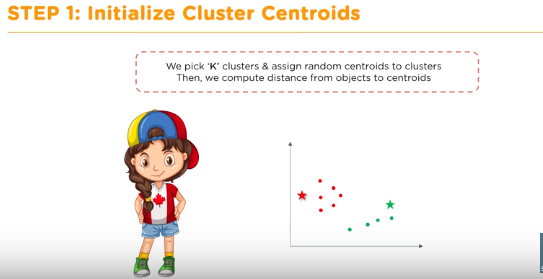 STEP 1: Initialize Cluster Centroids
We pick 'K' clusters & assign random centroids to clusters
Then, we compute distance from objects to centroids